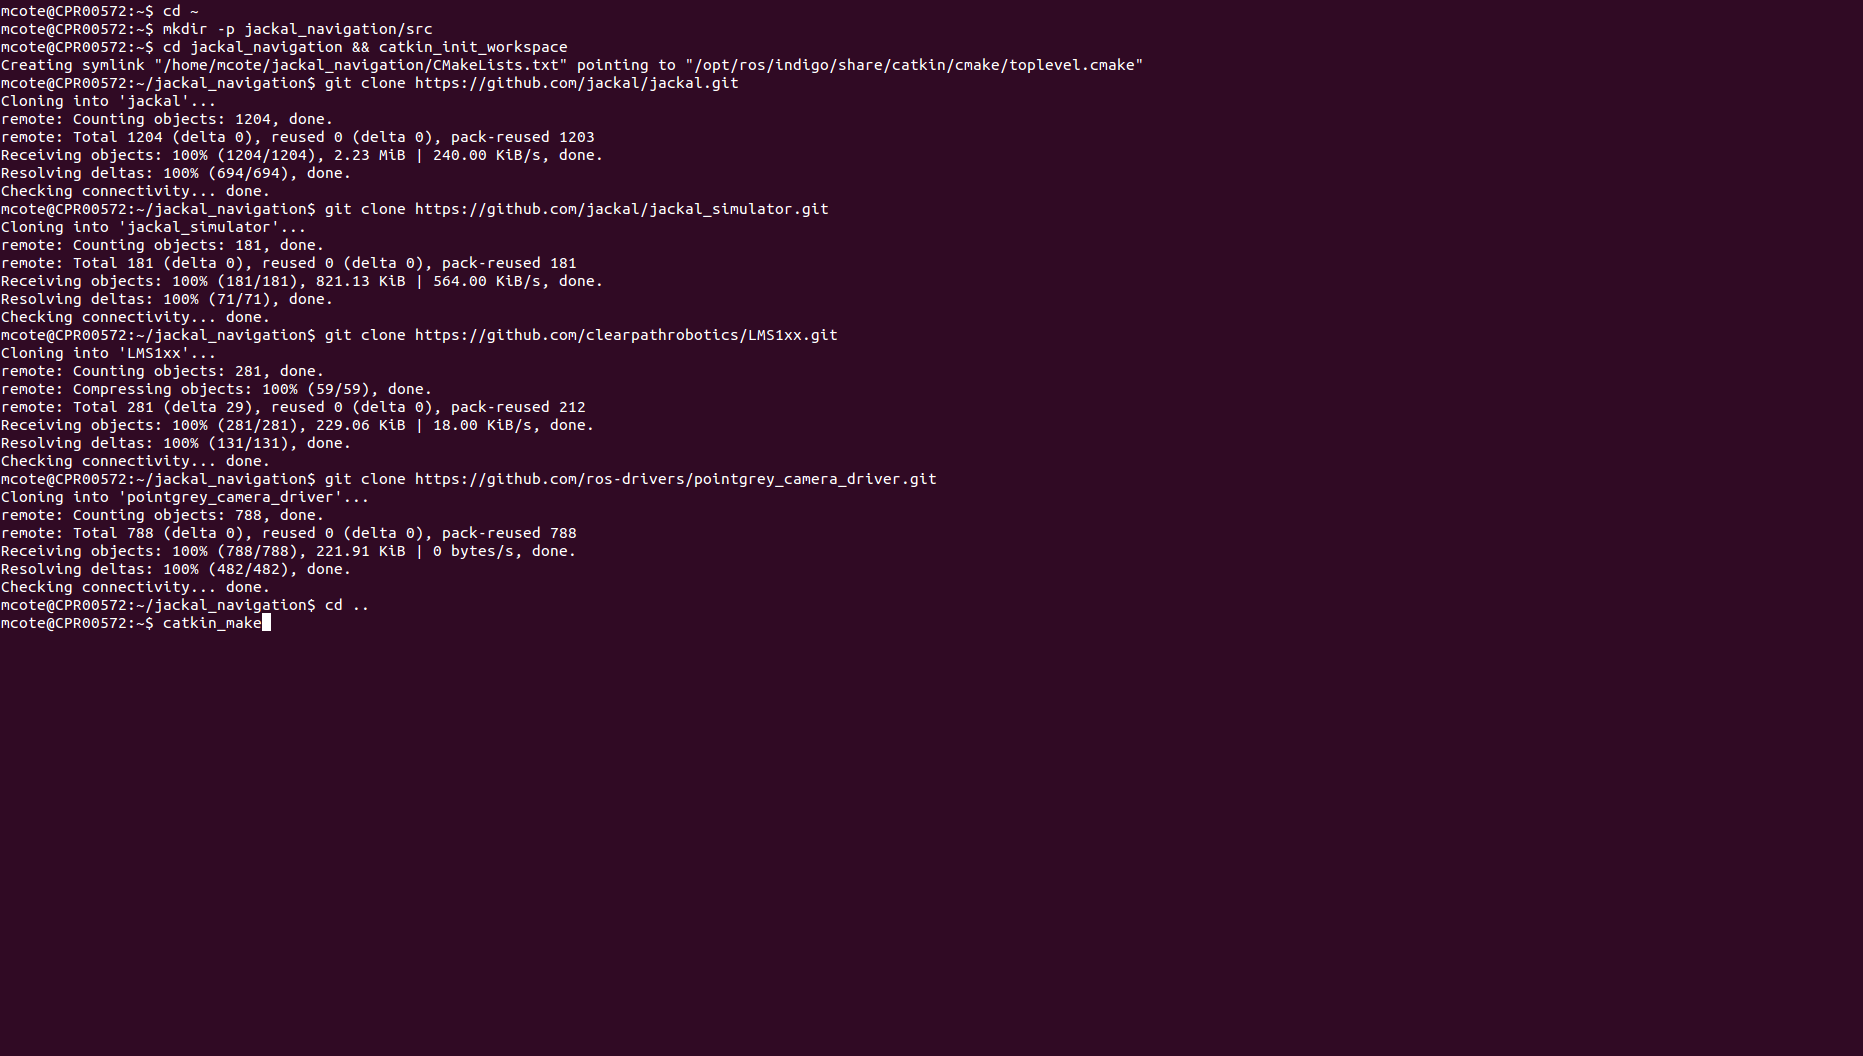 mcote@CPR00572:~$ cd ~
mcote@CPR00572:~$ mkdir -p jackal_navigation/src
mcote@CPR00572:~$ cd jackal_navigation && catkin_init_workspace
Creating symlink "/home/mcote/jackal_navigation/CMakeLists.txt" pointing to "/opt/ros/indigo/share/catkin/cmake/toplevel.cmake"
mcote@CPR00572:~/jackal_navigation$ git clone https://github.com/jackal/jackal.git
Cloning into 'jackal'...
remote: Counting objects: 1204, done.
remote: Total 1204 (delta 0), reused 0 (delta 0), pack-reused 1203
Receiving objects: 100% (1204/1204), 2.23 MiB | 240.00 KiB/s, done.
Resolving deltas: 100% (694/694), done.
Checking connectivity... done.
mcote@CPR00572:~/jackal_navigation$ git clone https://github.com/jackal/jackal_simulator.git
Cloning into 'jackal_simulator'...
remote: Counting objects: 181, done.
remote: Total 181 (delta 0), reused 0 (delta 0), pack-reused 181
Receiving objects: 100% (181/181), 821.13 KiB | 564.00 KiB/s, done.
Resolving deltas: 100% (71/71), done.
Checking connectivity... done.
mcote@CPR00572:~/jackal_navigation$ git clone https://github.com/clearpathrobotics/LMS1xx.git
Cloning into 'LMS1xx'...
remote: Counting objects: 281, done.
remote: Compressing objects: 100% (59/59), done.
remote: Total 281 (delta 29), reused 0 (delta 0), pack-reused 212
Receiving objects: 100% (281/281), 229.06 KiB | 18.00 KiB/s, done.
Resolving deltas: 100% (131/131), done.
Checking connectivity... done.
mcote@CPR00572:~/jackal_navigation$ git clone https://github.com/ros-drivers/pointgrey_camera_driver.git
Cloning into 'pointgrey_camera_driver'...
remote: Counting objects: 788, done.
remote: Total 788 (delta 0), reused 0 (delta 0), pack-reused 788
Receiving objects: 100% (788/788), 221.91 KiB | 0 bytes/s, done.
Resolving deltas: 100% (482/482), done.
Checking connectivity... done.
mcote@CPR00572:~/jackal_navigation$ cd ..
mcote@CPR00572:~$ catkin_make